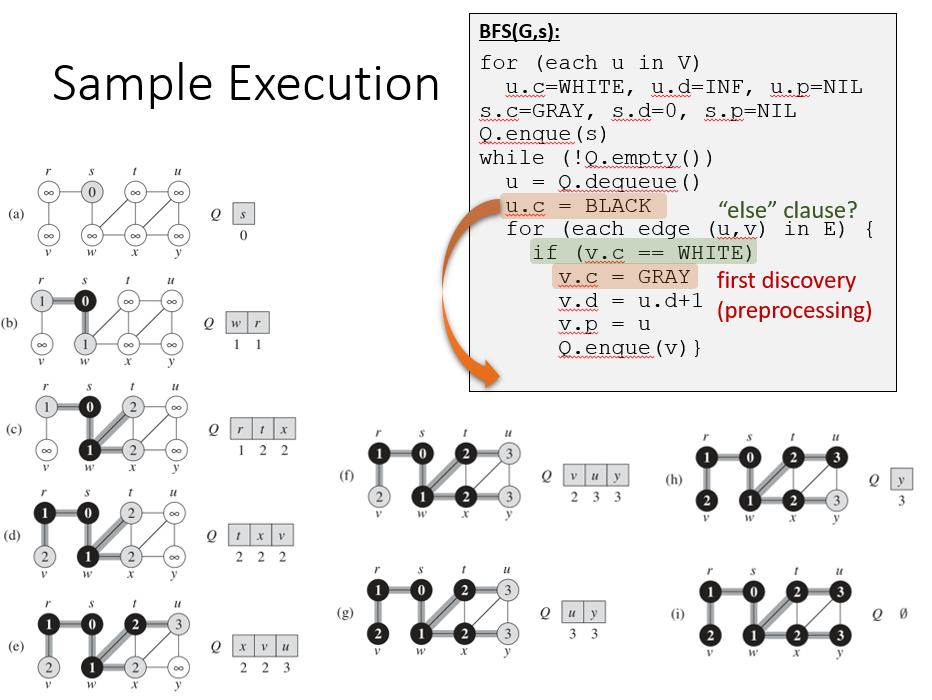 Sample Execution
BFS(G,s):
for (each u in V)
u.c=WHITE, u.d=INF, u.p=NIL
s.c=GRAY, s.d=0, s.p=NIL
Q.enque(s)
while (!Q.empty())
u = Q.dequeue()
u.c = BLACK
"else" clause?
for (each edge (u,v) in E) {
if (v.c == WHITE)
v.c = GRAY
first discovery
(preprocessing)
v.d = u.d+1
v.p = u
Q.enque(v)}
r s t u
∞ 0 ∞ ∞
(a)
Q s
0
∞ ∞ ∞ ∞
v w x y
r s t u
1 0 ∞ ∞
(b)
Q w r
1 1
∞ 1 ∞ ∞
v w x y
r s t u
1 0 2 ∞
(c)
Q r t x
1 2 2
∞ 1 2 ∞
v w x y
r s t u
1 0 2 ∞
(d)
Q t x v
2 2 2
2 1 2 ∞
v w x y
r s t u
1 0 2 3
(e)
Q x v u
2 2 3
2 1 2 ∞
v w x y
r s t u
1 0 2 3
(f)
Q v u y
2 3 3
2 1 2 3
v w x y
r s t u
1 0 2 3
(g)
Q u y
3 3
2 1 2 3
v w x y
r s t u
1 0 2 3
(h)
Q y
3
2 1 2 3
v w x y
r s t u
1 0 2 3
(i)
Q ∅
2 1 2 3
v w x y